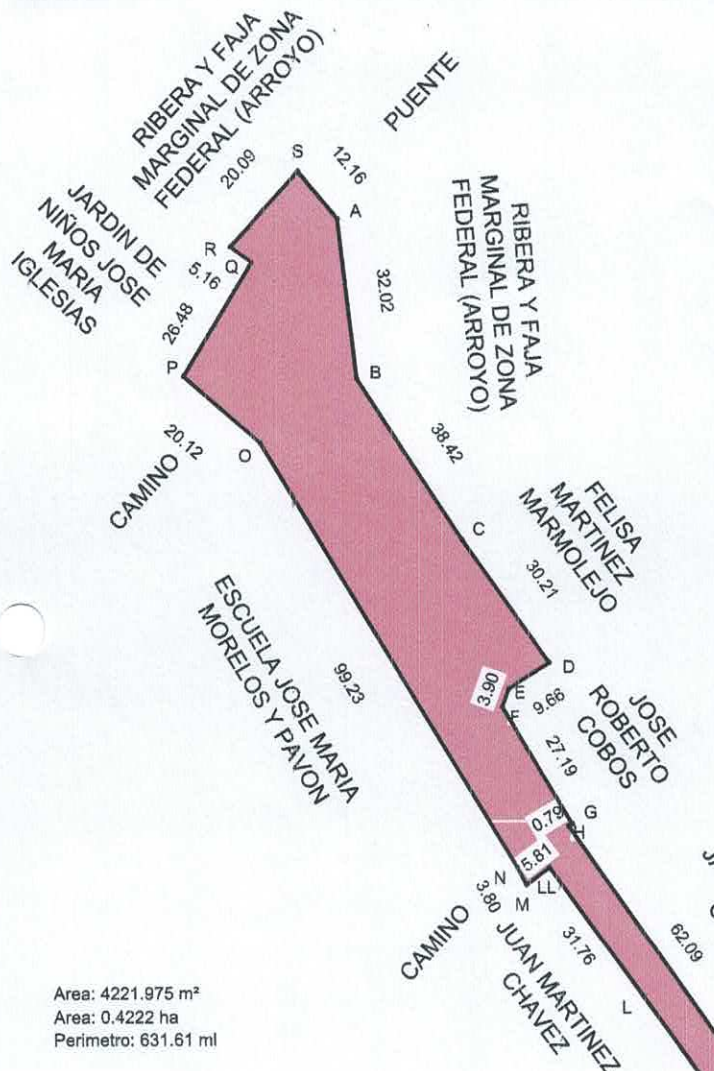 RIBERA Y FAJA
MARGINAL DE ZONA
FEDERAL (ARROYO)
PUENTE
20.09
S
12.16
A
JARDIN DE
NIÑOS JOSE
MARIA
IGLESIAS
R
Q
5.16
26.48
P
32.02
B
RIBERA Y FAJA
MARGINAL DE ZONA
FEDERAL (ARROYO)
20.12
O
CAMINO
38.42
C
FELISA
MARTINEZ
MARMOLEJO
30.21
D
ESCUELA JOSE MARIA
MORELOS Y PAVON
99.23
3.90
E
9.66
F
JOSE
ROBERTO
COBOS
27.19
G
0.79
H
5.81
N
LL
M
3.80
CAMINO
31.76
JUAN MARTINEZ
CHAVEZ
62.09
L
Area: 4221.975 m²
Area: 0.4222 ha
Perimetro: 631.61 ml